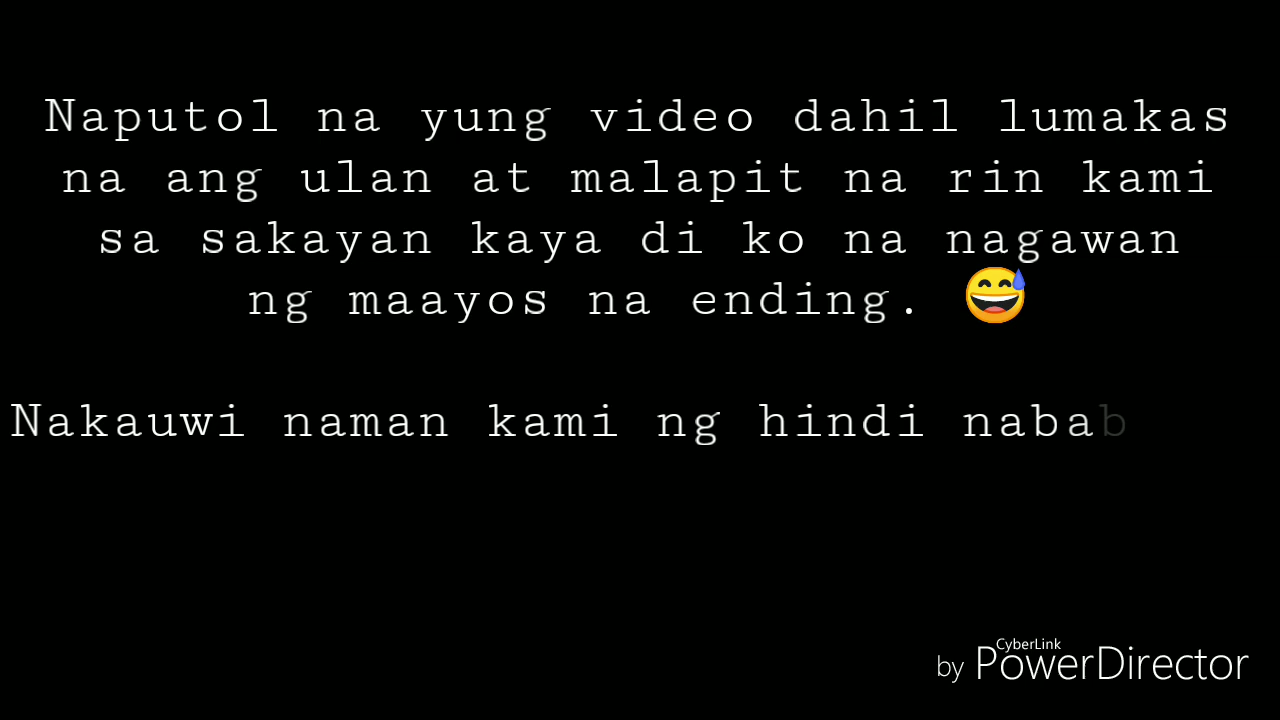 Naputol na yung video dahil lumakas
na ang ulan at malapit na rin kami
sa sakayan kaya di ko na nagawan
ng maayos na ending. 😅
Nakauwi naman kami ng hindi nabab
by CyberLink PowerDirector